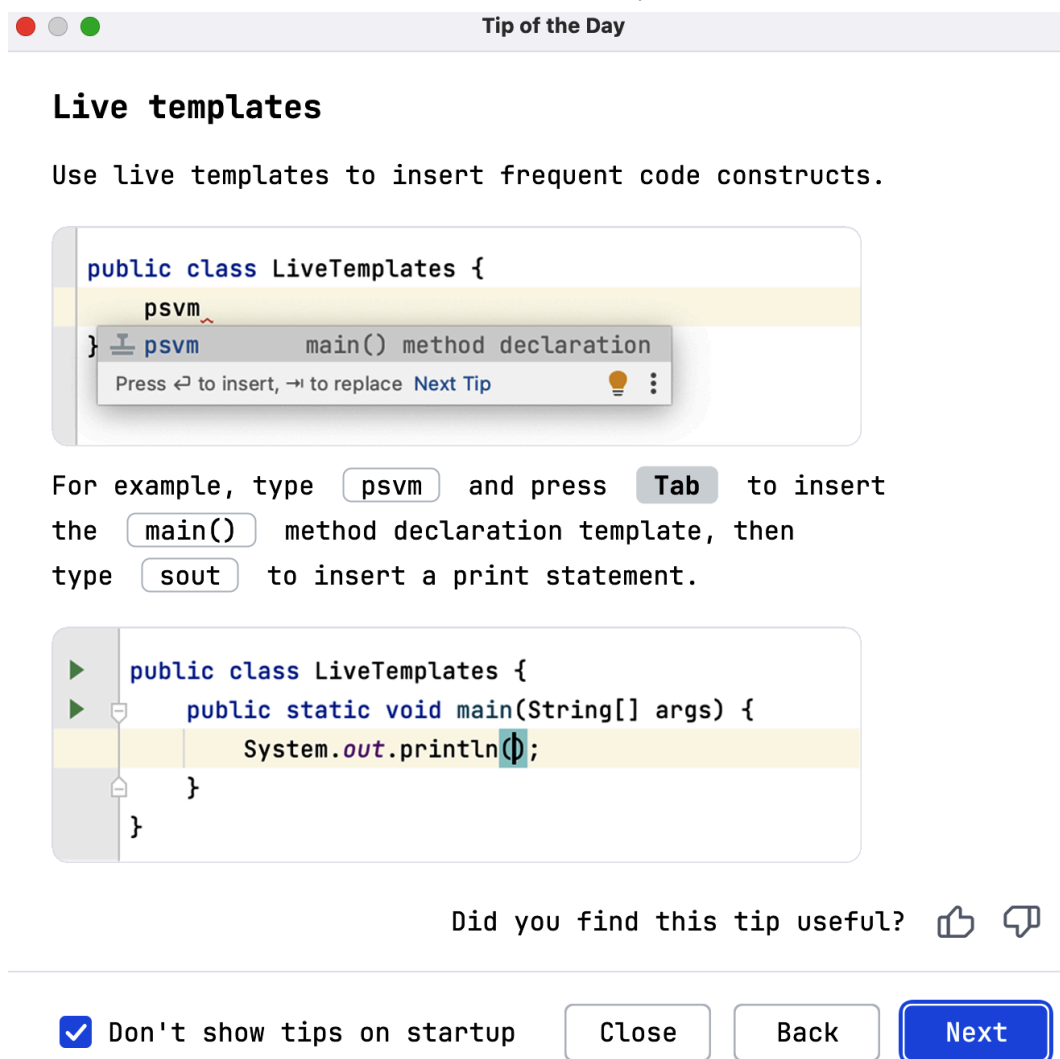 Tip of the Day
Live templates
Use live templates to insert frequent code constructs.
public class LiveTemplates {
psvm
} psvm main() method declaration
Press ↩ to insert, ⇥ to replace Next Tip
For example, type psvm and press Tab to insert
the main() method declaration template, then
type sout to insert a print statement.
public class LiveTemplates {
public static void main(String[] args) {
System.out.println();
}
}
Did you find this tip useful?
Don't show tips on startup Close Back Next